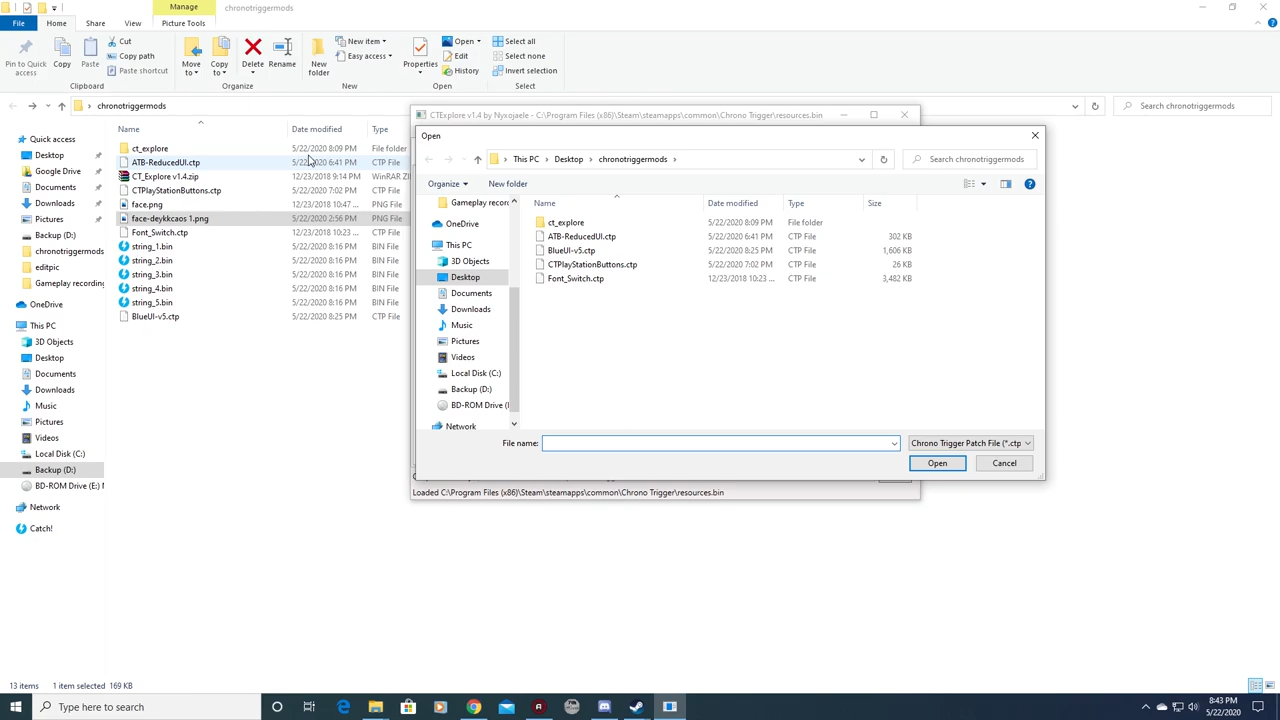 Manage chronotriggermods
File Home Share View Picture Tools
Pin to Quick access Copy Paste Cut Copy path Paste shortcut Move to Copy to Delete Rename New folder New item Easy access Properties Open Edit History Select all Select none Invert selection
Clipboard Organize New Open Select
chronotriggermods Search chronotriggermods
Quick access
Desktop
Google Drive
Documents
Downloads
Pictures
Backup (D:)
chronotriggermods
editpic
Gameplay recording
OneDrive
This PC
3D Objects
Desktop
Documents
Downloads
Music
Pictures
Videos
Local Disk (C:)
Backup (D:)
BD-ROM Drive (E:)
Network
Catch!
Name Date modified Type
ct_explore 5/22/2020 8:09 PM File folder
ATB-ReducedUI.ctp 5/22/2020 6:41 PM CTP File
CT_Explore v1.4.zip 12/23/2018 9:14 PM WinRAR ZI
CTPlayStationButtons.ctp 5/22/2020 7:02 PM CTP File
face.png 12/23/2018 10:47 ... PNG File
face-deykkcaos 1.png 5/22/2020 2:56 PM PNG File
Font_Switch.ctp 12/23/2018 10:23 ... CTP File
string_1.bin 5/22/2020 8:16 PM BIN File
string_2.bin 5/22/2020 8:16 PM BIN File
string_3.bin 5/22/2020 8:16 PM BIN File
string_4.bin 5/22/2020 8:16 PM BIN File
string_5.bin 5/22/2020 8:16 PM BIN File
BlueUI-v5.ctp 5/22/2020 8:25 PM CTP File
CTExplore v1.4 by Nyxojaele - C:\Program Files (x86)\Steam\steamapps\common\Chrono Trigger\resources.bin
Open
This PC Desktop chronotriggermods Search chronotriggermods
Organize New folder
Gameplay recor
OneDrive
This PC
3D Objects
Desktop
Documents
Downloads
Music
Pictures
Videos
Local Disk (C:)
Backup (D:)
BD-ROM Drive (
Network
Name Date modified Type Size
ct_explore 5/22/2020 8:09 PM File folder
ATB-ReducedUI.ctp 5/22/2020 6:41 PM CTP File 302 KB
BlueUI-v5.ctp 5/22/2020 8:25 PM CTP File 1,606 KB
CTPlayStationButtons.ctp 5/22/2020 7:02 PM CTP File 26 KB
Font_Switch.ctp 12/23/2018 10:23 ... CTP File 3,482 KB
File name: Chrono Trigger Patch File (*.ctp
Open Cancel
Loaded C:\Program Files (x86)\Steam\steamapps\common\Chrono Trigger\resources.bin
13 items 1 item selected 169 KB
Type here to search
8:43 PM
5/22/2020